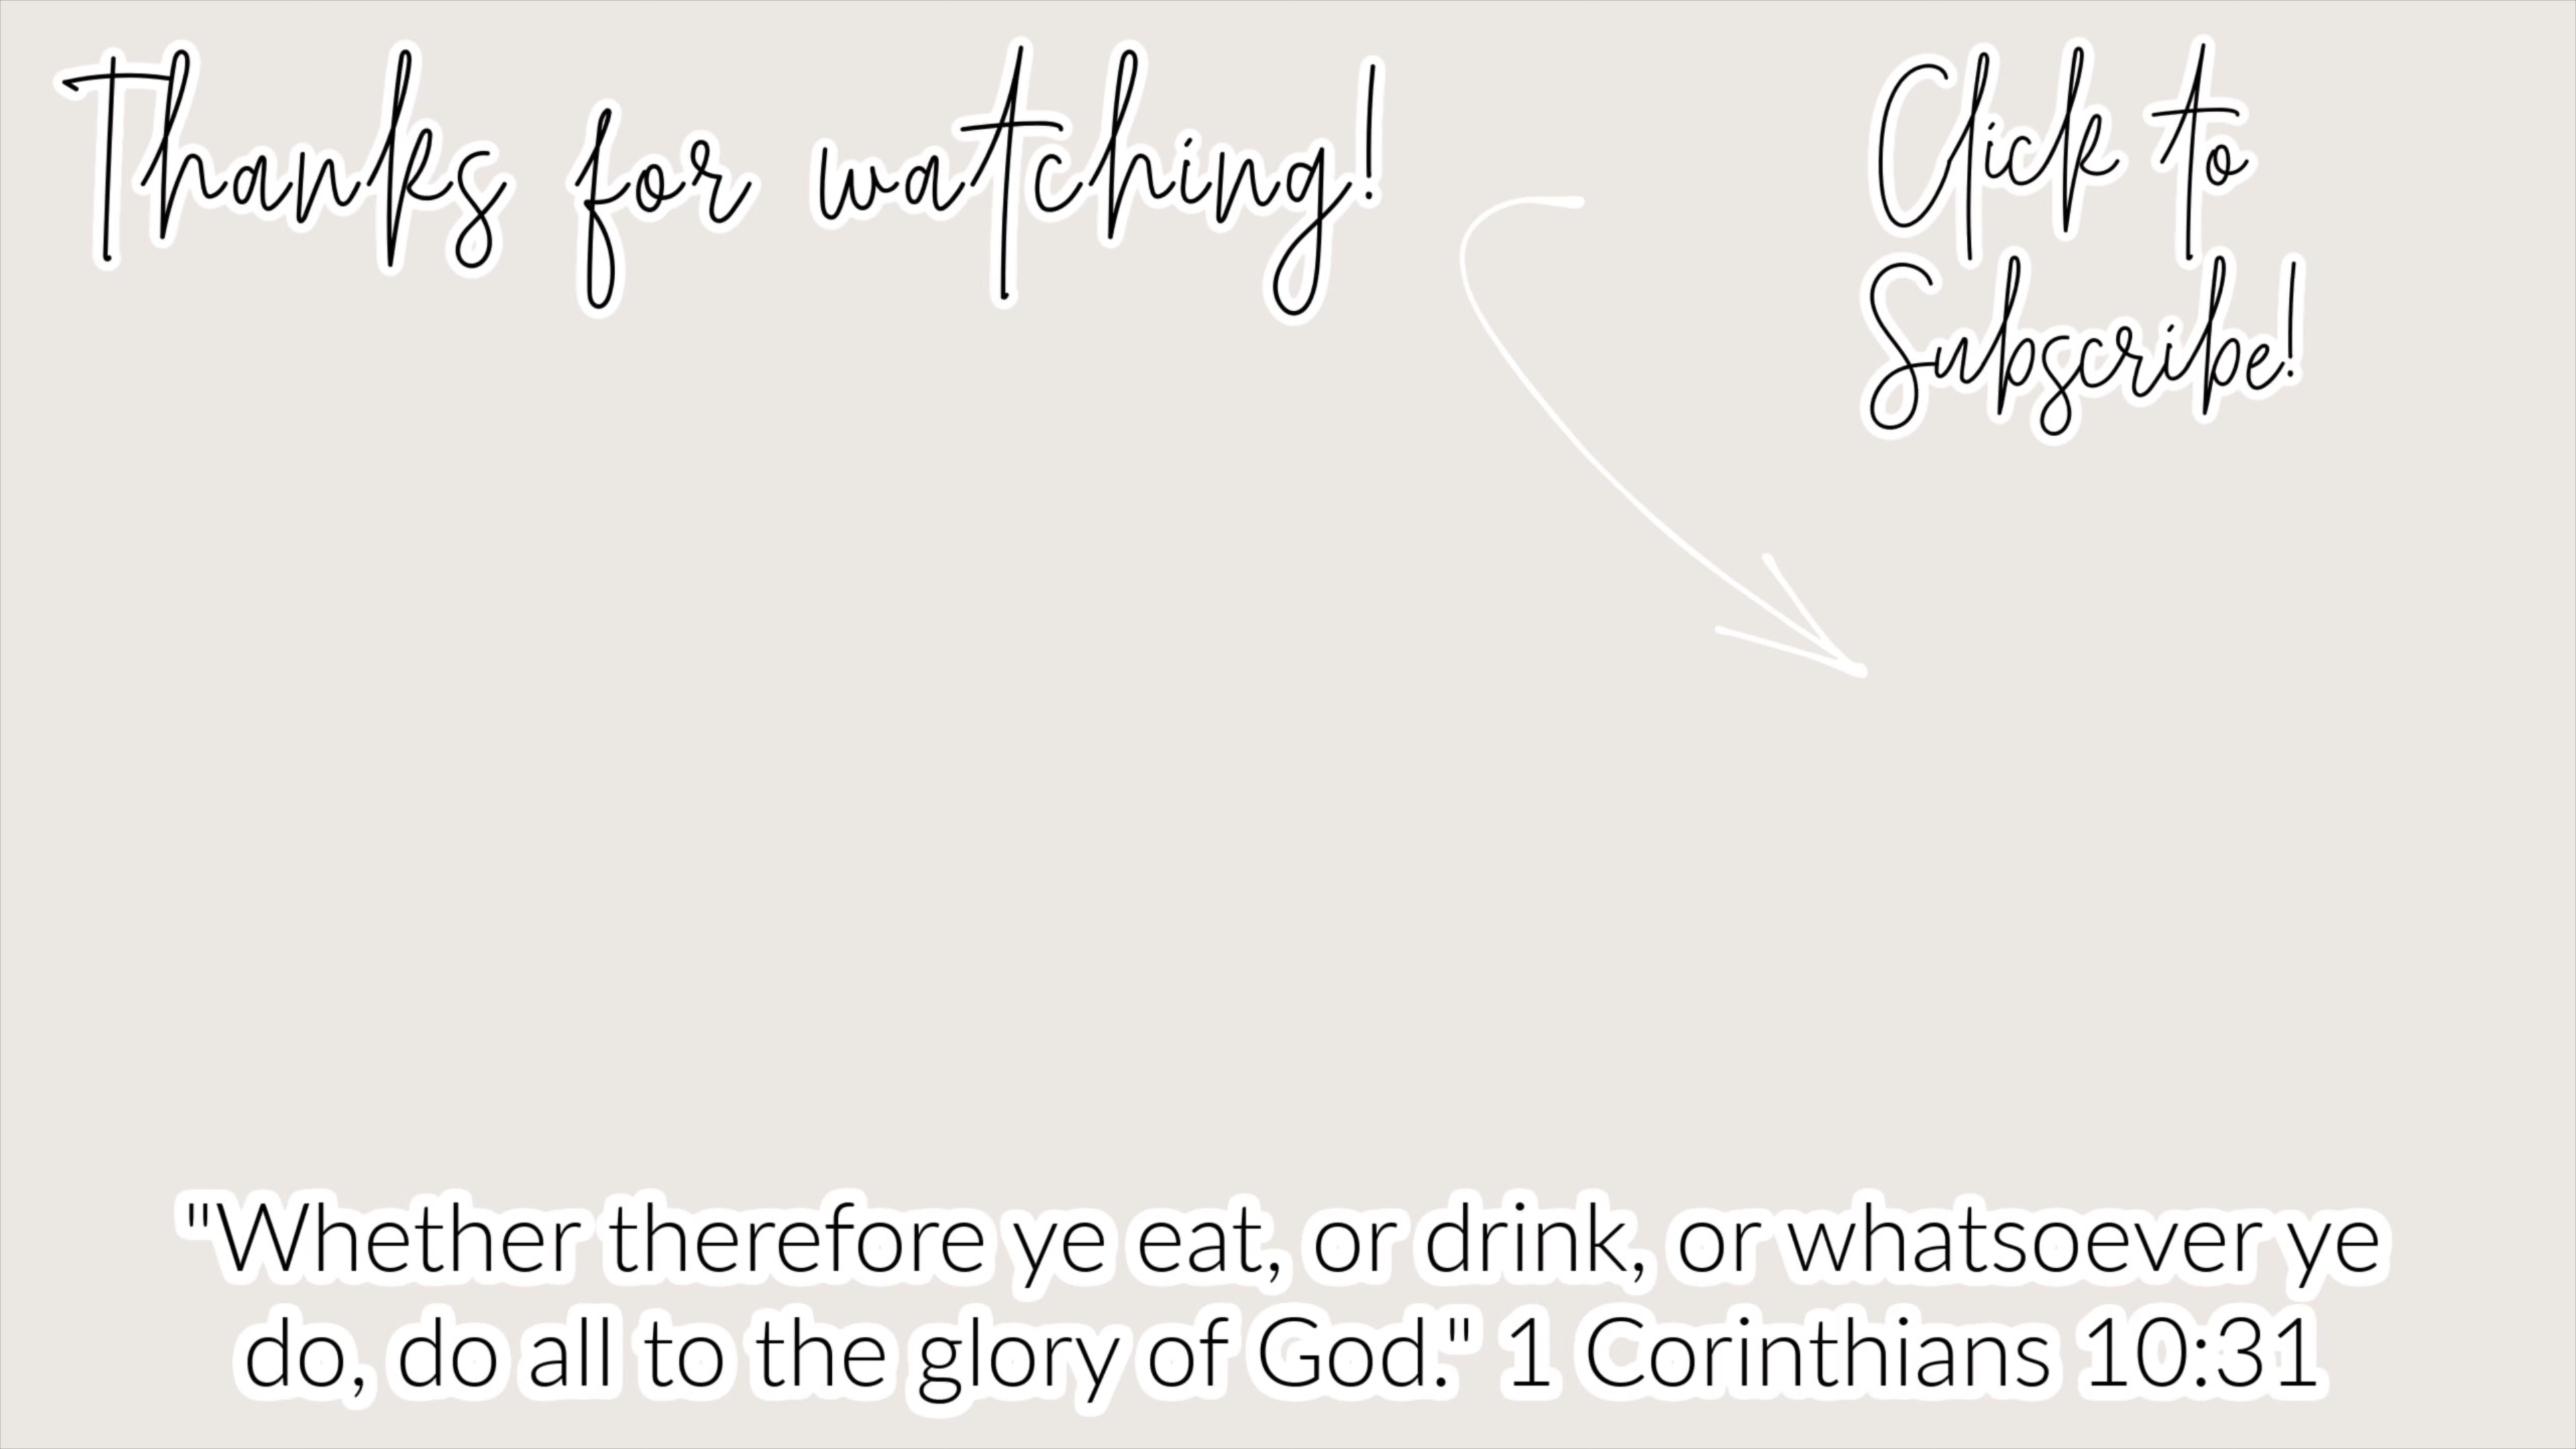 Thanks for watching!
Click to
Subscribe!
"Whether therefore ye eat, or drink, or whatsoever ye
do, do all to the glory of God." 1 Corinthians 10:31